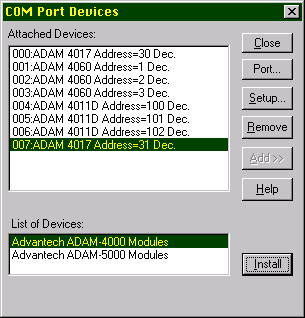 COM Port Devices
Attached Devices:
000:ADAM 4017 Address=30 Dec.
001:ADAM 4060 Address=1 Dec.
002:ADAM 4060 Address=2 Dec.
003:ADAM 4060 Address=3 Dec.
004:ADAM 4011D Address=100 Dec.
005:ADAM 4011D Address=101 Dec.
006:ADAM 4011D Address=102 Dec.
007:ADAM 4017 Address=31 Dec.
Close
Port...
Setup...
Remove
Add >>
Help
List of Devices:
Advantech ADAM-4000 Modules
Advantech ADAM-5000 Modules
Install